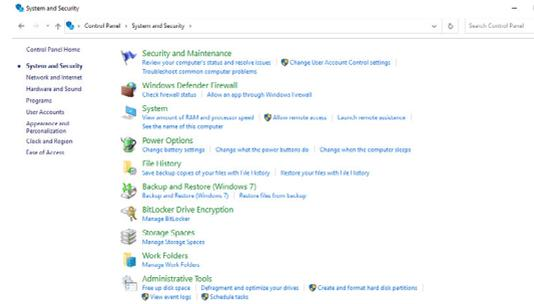 System and Security
Control Panel > System and Security >
Search Control Panel
Control Panel Home
System and Security
Network and Internet
Hardware and Sound
Programs
User Accounts
Appearance and
Personalization
Clock and Region
Ease of Access
Security and Maintenance
Review your computer's status and resolve issues | Change User Account Control settings |
Troubleshoot common computer problems
Windows Defender Firewall
Check firewall status | Allow an app through Windows Firewall
System
View amount of RAM and processor speed | Allow remote access | Launch remote assistance |
See the name of this computer
Power Options
Change battery settings | Change what the power buttons do | Change when the computer sleeps
File History
Save backup copies of your files with File History | Restore your files with File History
Backup and Restore (Windows 7)
Backup and Restore (Windows 7) | Restore files from backup
BitLocker Drive Encryption
Manage BitLocker
Storage Spaces
Manage Storage Spaces
Work Folders
Manage Work Folders
Administrative Tools
Free up disk space | Defragment and optimize your drives | Create and format hard disk partitions |
View event logs | Schedule tasks